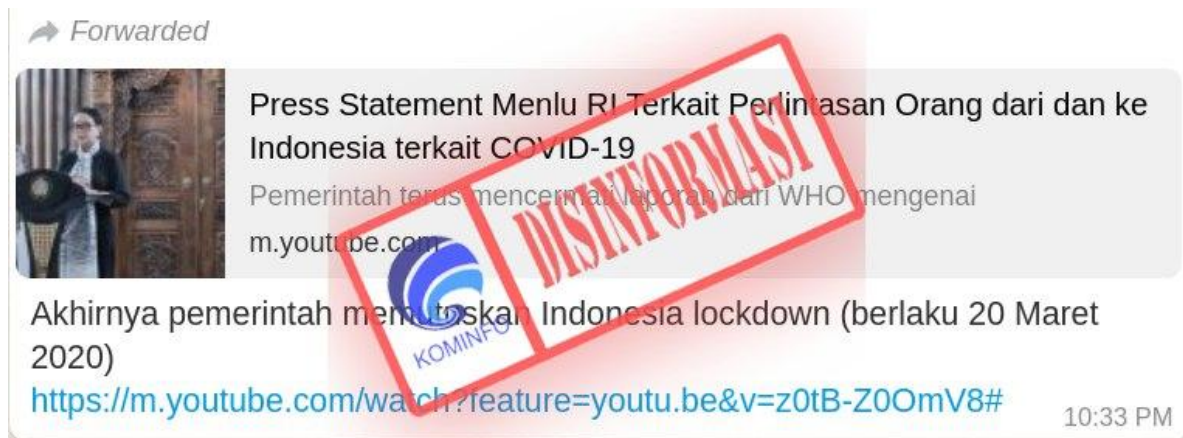 Forwarded
Press Statement Menlu RI Terkait Perlintasan Orang dari dan ke
Indonesia terkait COVID-19
Pemerintah terus mencermati laporan dari WHO mengenai
m.youtube.com
DISINFORMASI
KOMINFO
Akhirnya pemerintah memutuskan Indonesia lockdown (berlaku 20 Maret
2020)
https://m.youtube.com/watch?feature=youtu.be&v=z0tB-Z0OmV8#
10:33 PM